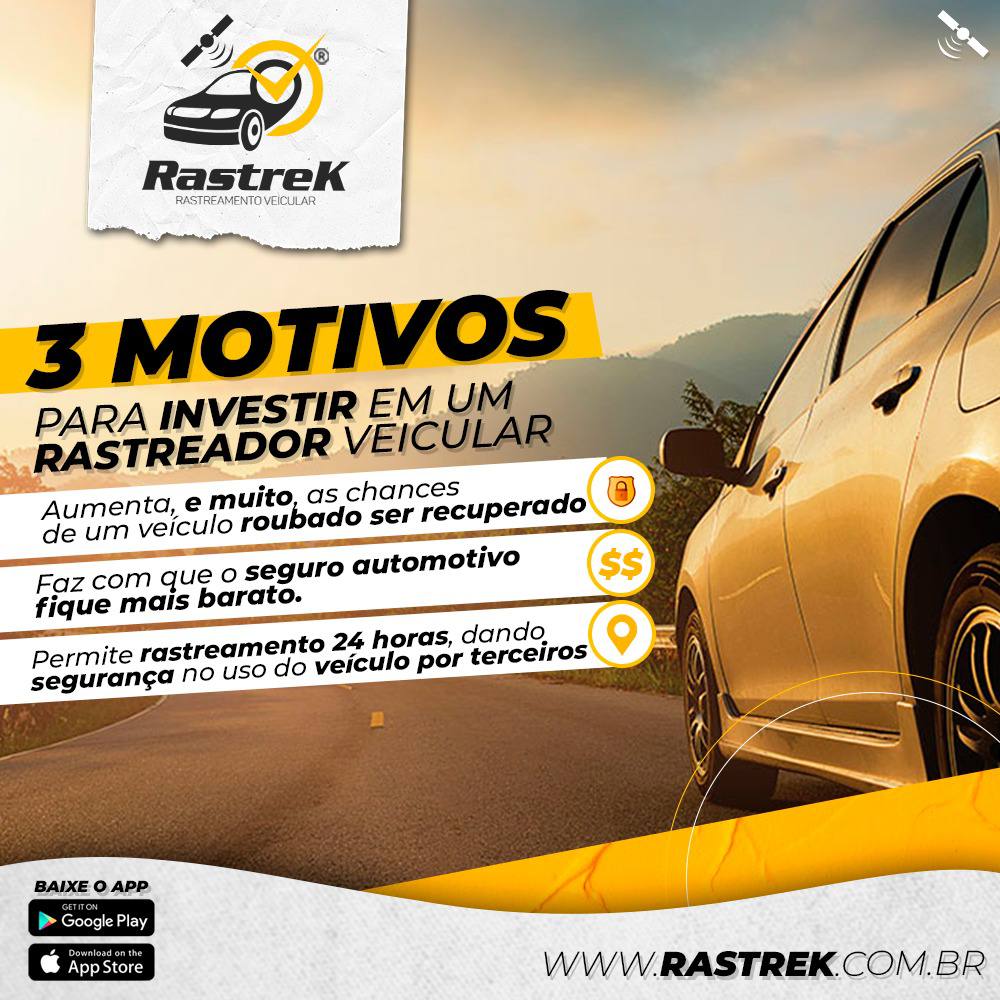 ®
RastreK
RASTREAMENTO VEICULAR
3 MOTIVOS
PARA INVESTIR EM UM
RASTREADOR VEICULAR
Aumenta, e muito, as chances
de um veículo roubado ser recuperado
Faz com que o seguro automotivo
fique mais barato.
$$
Permite rastreamento 24 horas, dando
segurança no uso do veículo por terceiros
BAIXE O APP
GET IT ON
Google Play
Download on the
App Store
WWW.RASTREK.COM.BR